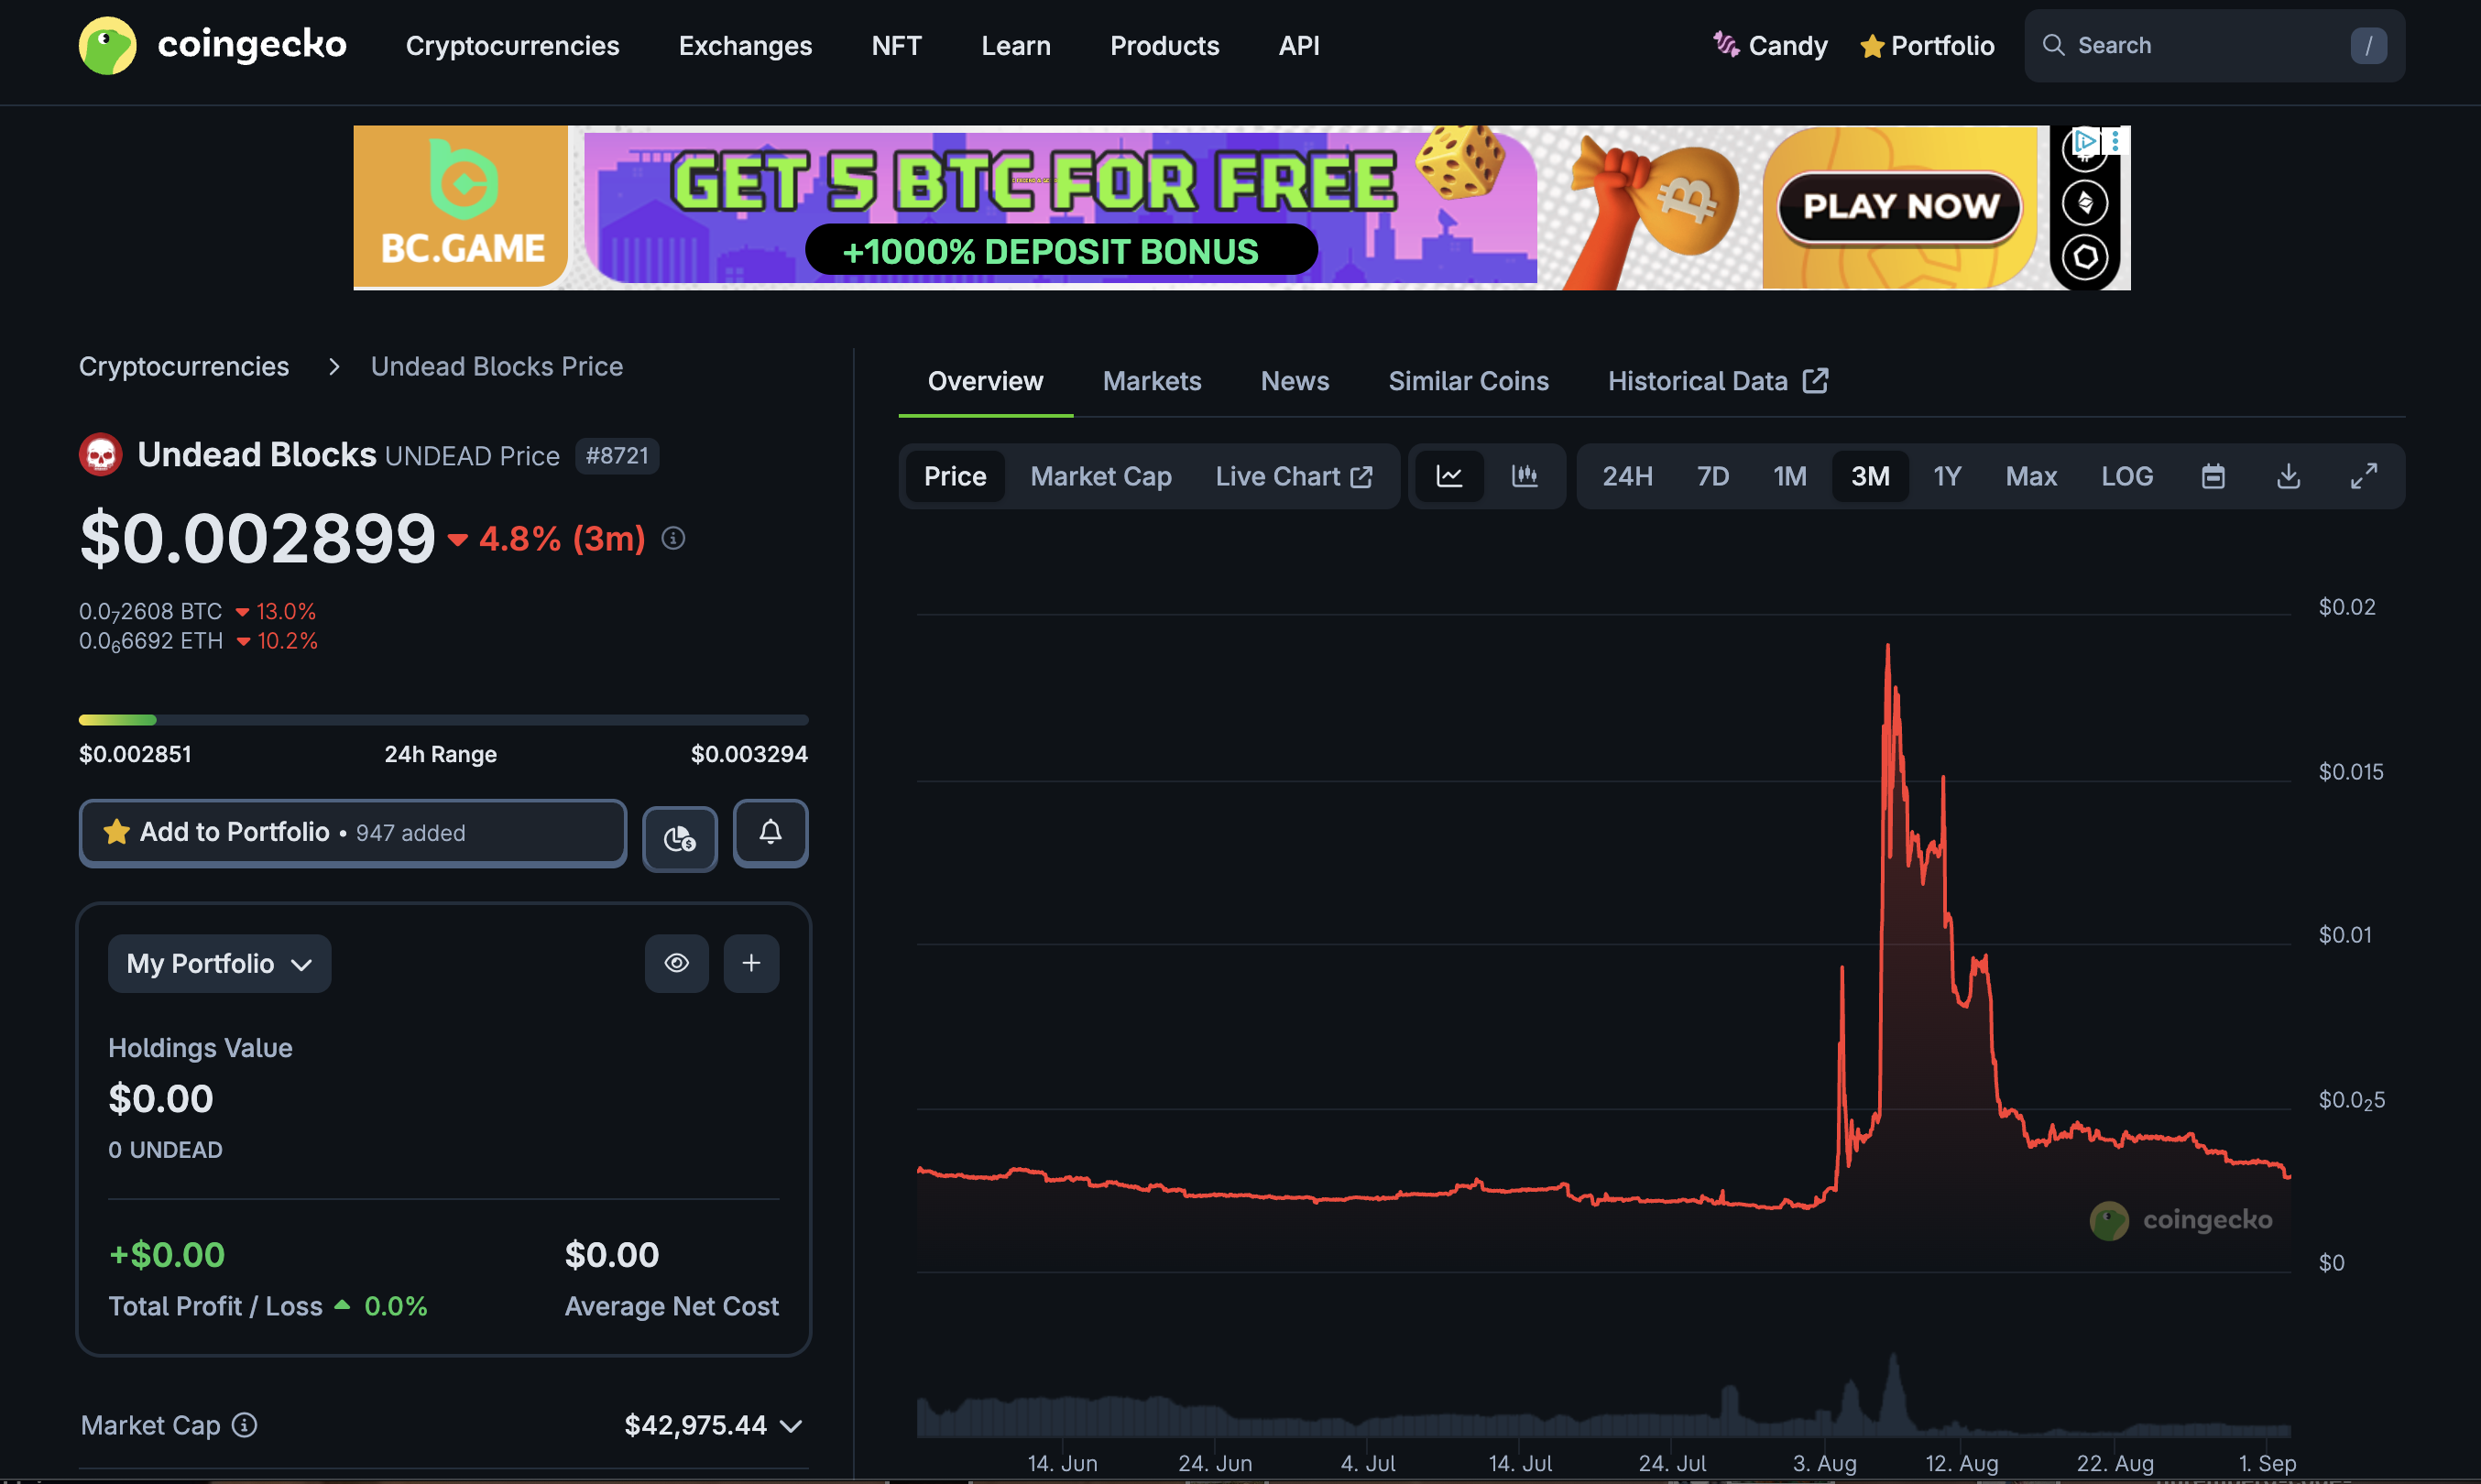 coingecko
Cryptocurrencies Exchanges NFT Learn Products API
Candy Portfolio Search /
BC.GAME
GET 5 BTC FOR FREE
+1000% DEPOSIT BONUS
PLAY NOW
Cryptocurrencies > Undead Blocks Price
Undead Blocks UNDEAD Price #8721
$0.002899 4.8% (3m)
0.0₇2608 BTC 13.0%
0.0₆6692 ETH 10.2%
$0.002851 24h Range $0.003294
Add to Portfolio • 947 added
My Portfolio
Holdings Value
$0.00
0 UNDEAD
+$0.00 $0.00
Total Profit / Loss 0.0% Average Net Cost
Market Cap $42,975.44
Overview Markets News Similar Coins Historical Data
Price Market Cap Live Chart 24H 7D 1M 3M 1Y Max LOG
$0.02
$0.015
$0.01
$0.0₂5
coingecko
$0
14. Jun 24. Jun 4. Jul 14. Jul 24. Jul 3. Aug 12. Aug 22. Aug 1. Sep